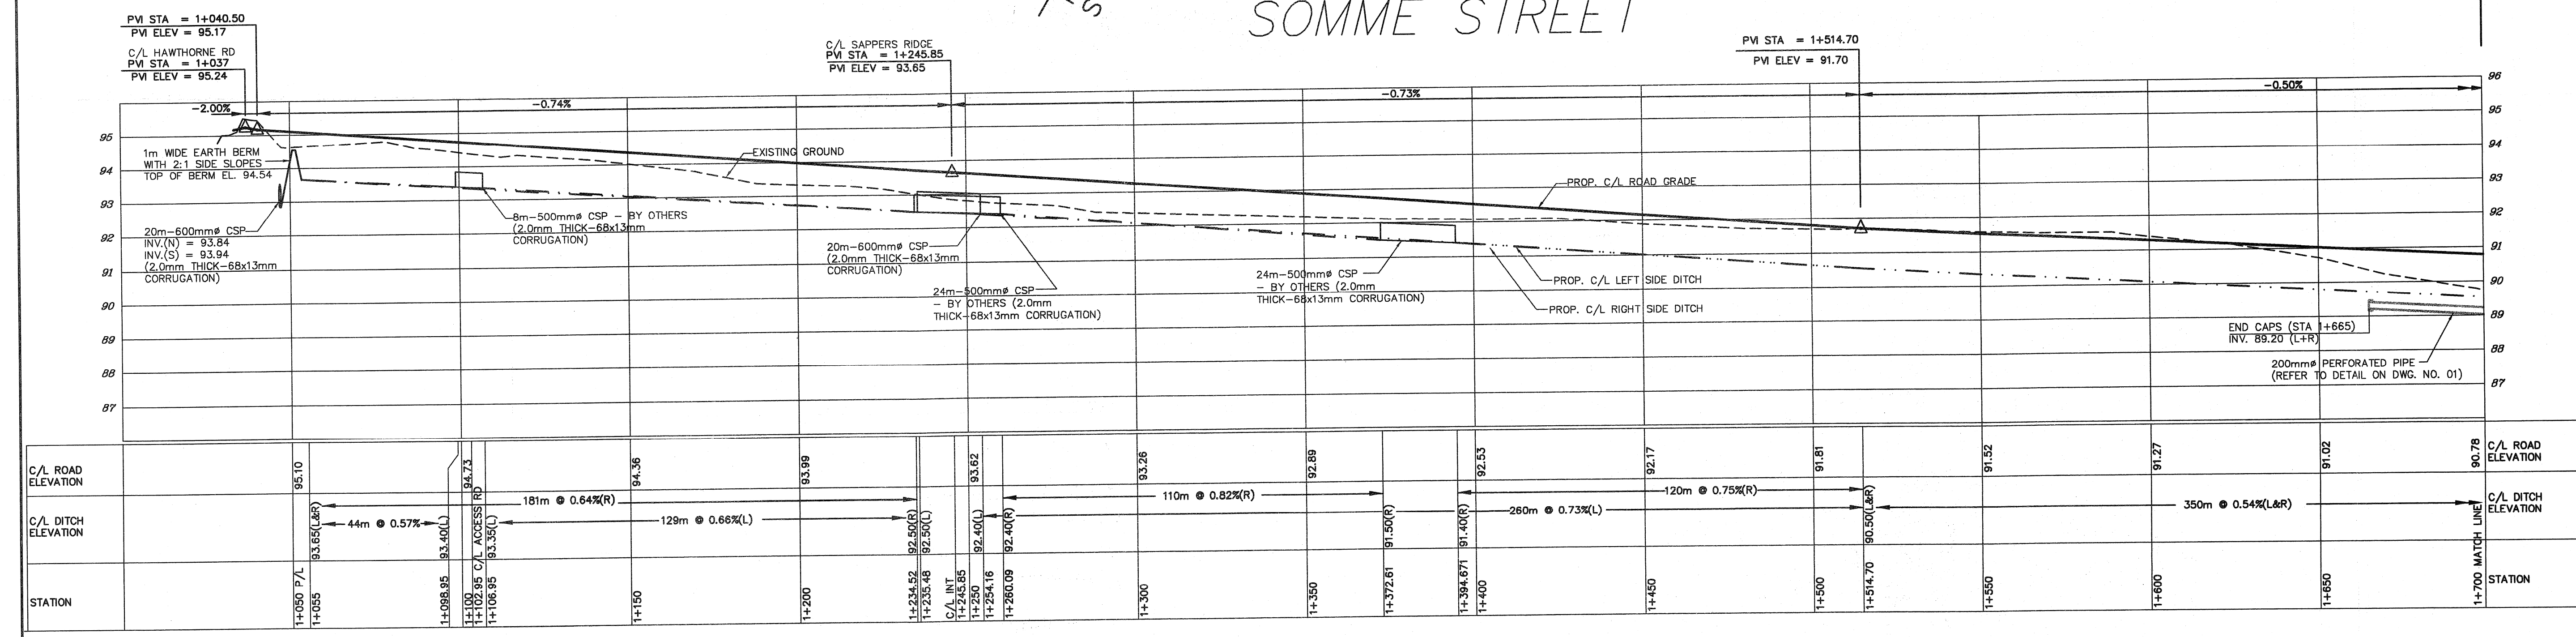 SOMME STREET
PVI STA = 1+040.50
PVI ELEV = 95.17
C/L HAWTHORNE RD
PVI STA = 1+037
PVI ELEV = 95.24
C/L SAPPERS RIDGE
PVI STA = 1+245.85
PVI ELEV = 93.65
PVI STA = 1+514.70
PVI ELEV = 91.70
-2.00%
-0.74%
-0.73%
-0.50%
96
95
94
93
92
91
90
89
88
87
95
94
93
92
91
90
89
88
87
1m WIDE EARTH BERM
WITH 2:1 SIDE SLOPES
TOP OF BERM EL. 94.54
EXISTING GROUND
PROP. C/L ROAD GRADE
20m-600mmø CSP
INV.(N) = 93.84
INV.(S) = 93.94
(2.0mm THICK-68x13mm
CORRUGATION)
8m-500mmø CSP - BY OTHERS
(2.0mm THICK-68x13mm
CORRUGATION)
20m-600mmø CSP
(2.0mm THICK-68x13mm
CORRUGATION)
24m-500mmø CSP
- BY OTHERS (2.0mm
THICK-68x13mm CORRUGATION)
24m-500mmø CSP
- BY OTHERS (2.0mm
THICK-68x13mm CORRUGATION)
PROP. C/L LEFT SIDE DITCH
PROP. C/L RIGHT SIDE DITCH
END CAPS (STA 1+665)
INV. 89.20 (L+R)
200mmø PERFORATED PIPE
(REFER TO DETAIL ON DWG. NO. 01)
C/L ROAD
ELEVATION
95.10
94.73
94.36
93.99
93.62
93.26
92.89
92.53
92.17
91.81
91.52
91.27
91.02
90.78
C/L ROAD
ELEVATION
C/L DITCH
ELEVATION
93.65(L&R)
44m @ 0.57%
93.40(L)
93.35(L)
181m @ 0.64%(R)
129m @ 0.66%(L)
92.50(R)
92.50(L)
92.40(L)
92.40(R)
110m @ 0.82%(R)
91.50(R)
260m @ 0.73%(L)
91.40(R)
120m @ 0.75%(R)
90.50(L&R)
350m @ 0.54%(L&R)
C/L DITCH
ELEVATION
STATION
1+050 P/L
1+055
1+098.95
1+100
1+102.95 C/L ACCESS RD
1+106.95
1+150
1+200
1+234.52
1+235.48
C/L INT
1+245.85
1+250
1+254.16
1+260.09
1+300
1+350
1+372.61
1+394.671
1+400
1+450
1+500
1+514.70
1+550
1+600
1+650
1+700 MATCH LINE
STATION